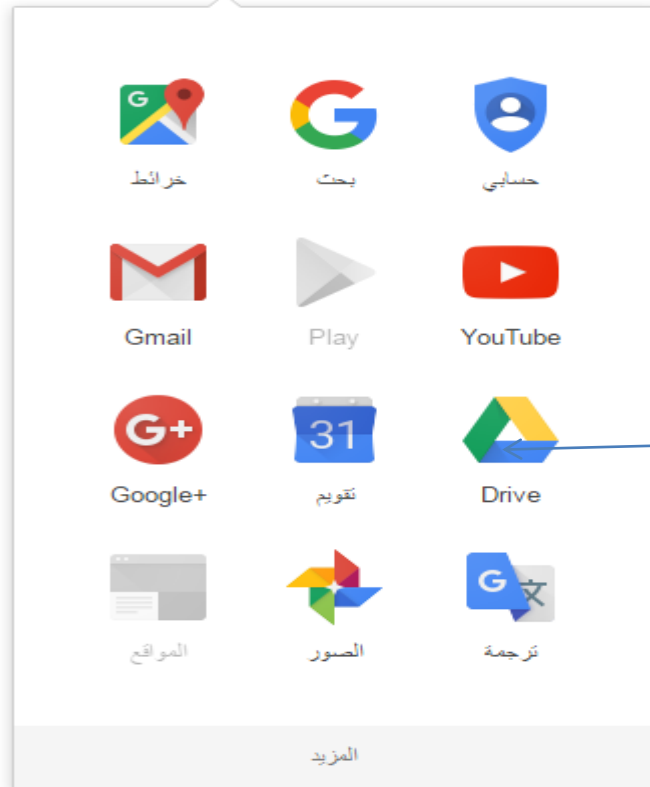 حسابي
بحث
خرائط
YouTube
Play
Gmail
Drive
31
تقويم
G+
Google+
ترجمة
الصور
المواقع
المزيد